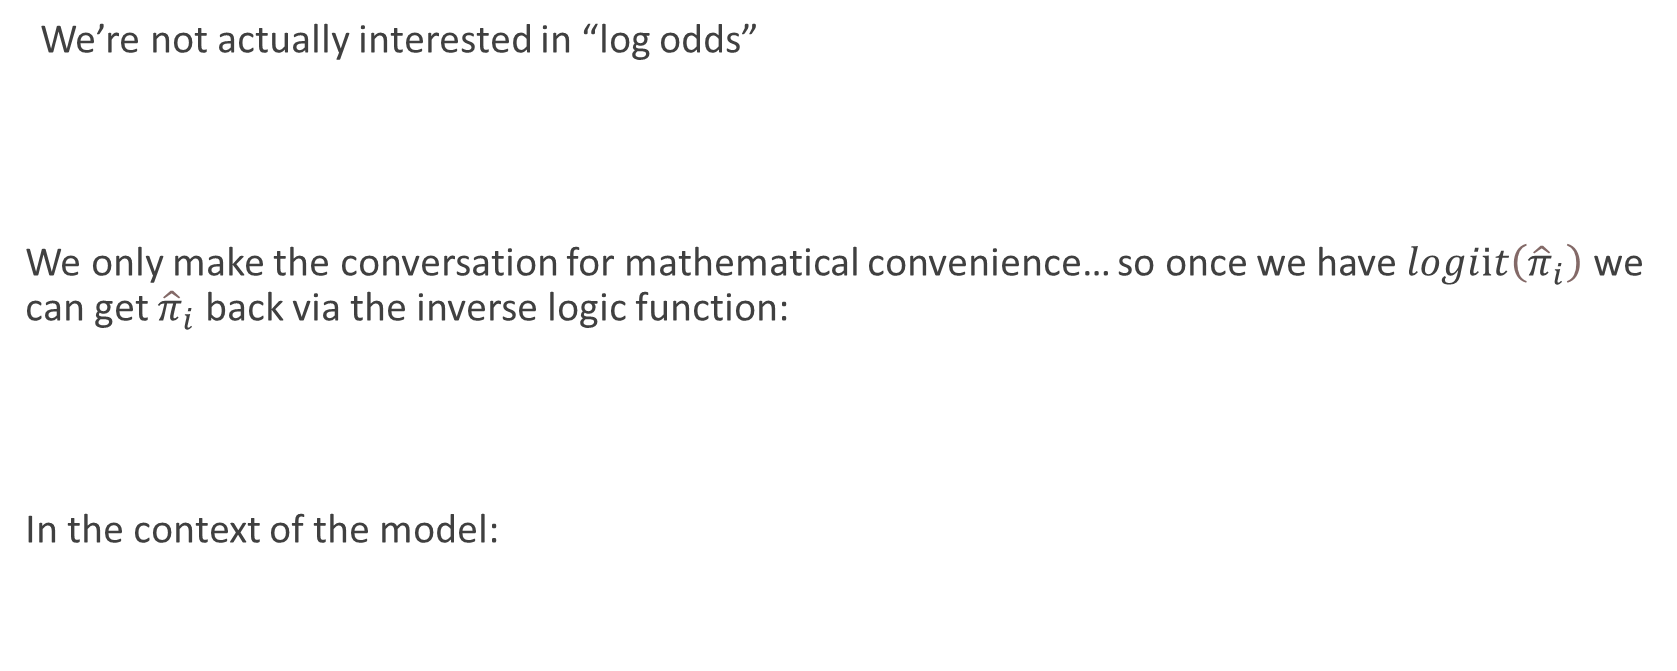 We’re not actually interested in “log odds”
We only make the conversation for mathematical convenience... so once we have logiit(π̂ᵢ) we
can get π̂ᵢ back via the inverse logic function:
In the context of the model: